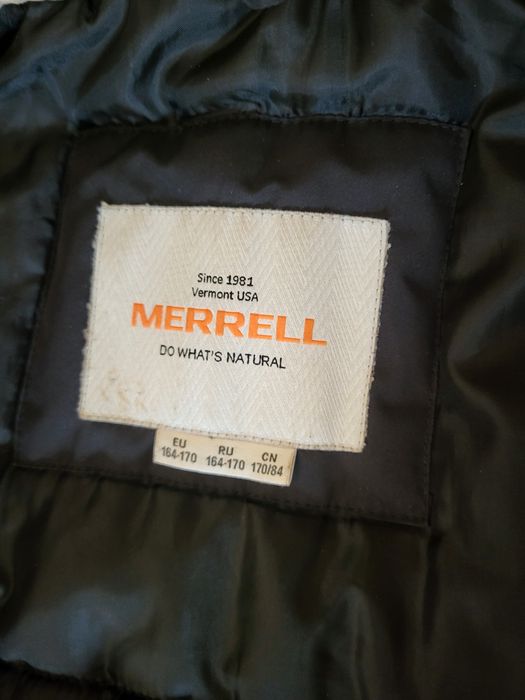 Since 1981
Vermont USA
MERRELL
DO WHAT'S NATURAL
EU RU CN
164-170 164-170 170/84